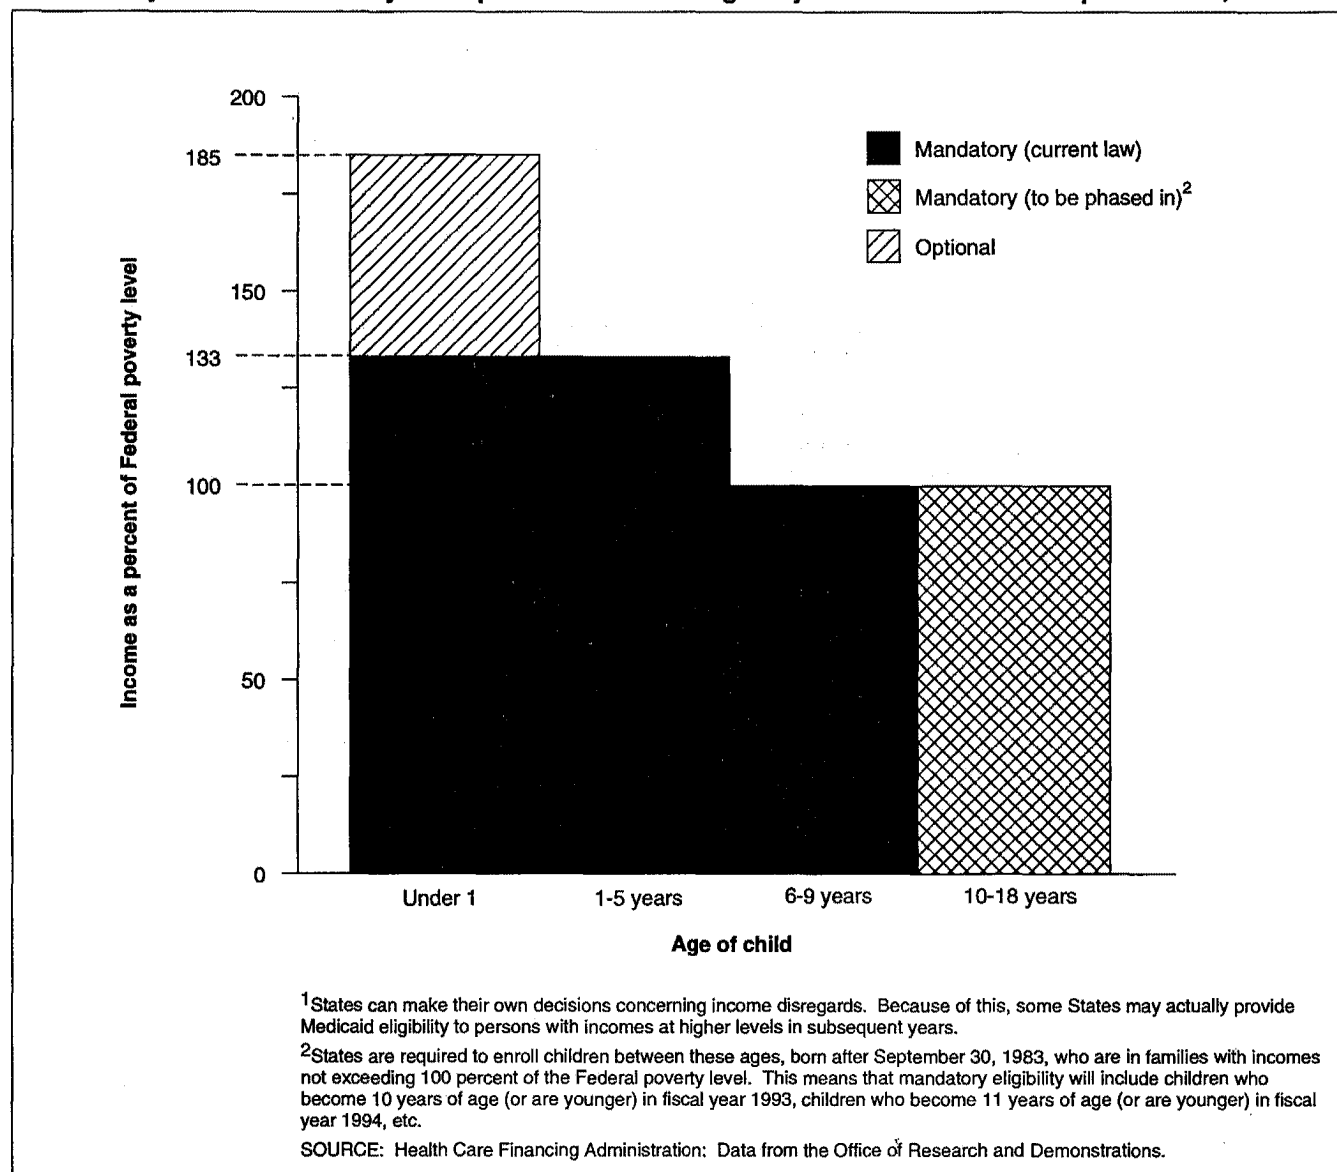 200
185
150
133
100
50
0
Income as a percent of Federal poverty level
Mandatory (current law)
Mandatory (to be phased in)2
Optional
Under 1
1-5 years
6-9 years
10-18 years
Age of child
1States can make their own decisions concerning income disregards. Because of this, some States may actually provide
Medicaid eligibility to persons with incomes at higher levels in subsequent years.
2States are required to enroll children between these ages, born after September 30, 1983, who are in families with incomes
not exceeding 100 percent of the Federal poverty level. This means that mandatory eligibility will include children who
become 10 years of age (or are younger) in fiscal year 1993, children who become 11 years of age (or are younger) in fiscal
year 1994, etc.
SOURCE: Health Care Financing Administration: Data from the Office of Research and Demonstrations.